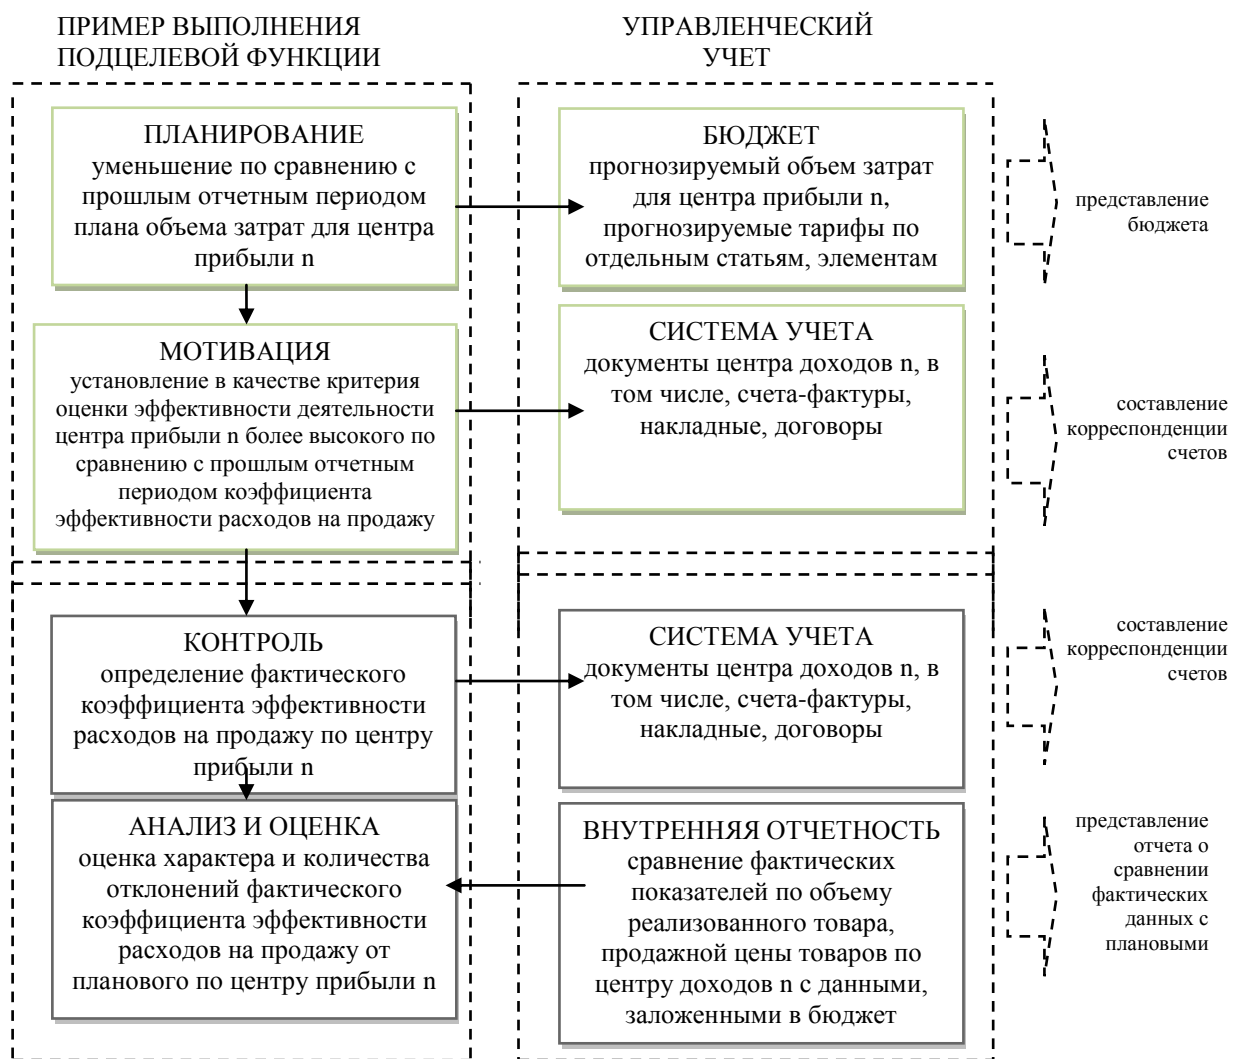 ПРИМЕР ВЫПОЛНЕНИЯ
ПОДЦЕЛЕВОЙ ФУНКЦИИ
УПРАВЛЕНЧЕСКИЙ
УЧЕТ
ПЛАНИРОВАНИЕ
уменьшение по сравнению с
прошлым отчетным периодом
плана объема затрат для центра
прибыли n
БЮДЖЕТ
прогнозируемый объем затрат
для центра прибыли n,
прогнозируемые тарифы по
отдельным статьям, элементам
представление
бюджета
МОТИВАЦИЯ
установление в качестве критерия
оценки эффективности деятельности
центра прибыли n более высокого по
сравнению с прошлым отчетным
периодом коэффициента
эффективности расходов на продажу
СИСТЕМА УЧЕТА
документы центра доходов n, в
том числе, счета-фактуры,
накладные, договоры
составление
корреспонденции
счетов
КОНТРОЛЬ
определение фактического
коэффициента эффективности
расходов на продажу по центру
прибыли n
СИСТЕМА УЧЕТА
документы центра доходов n, в
том числе, счета-фактуры,
накладные, договоры
составление
корреспонденции
счетов
АНАЛИЗ И ОЦЕНКА
оценка характера и количества
отклонений фактического
коэффициента эффективности
расходов на продажу от
планового по центру прибыли n
ВНУТРЕННЯЯ ОТЧЕТНОСТЬ
сравнение фактических
показателей по объему
реализованного товара,
продажной цены товаров по
центру доходов n с данными,
заложенными в бюджет
представление
отчета о
сравнении
фактических
данных с
плановыми